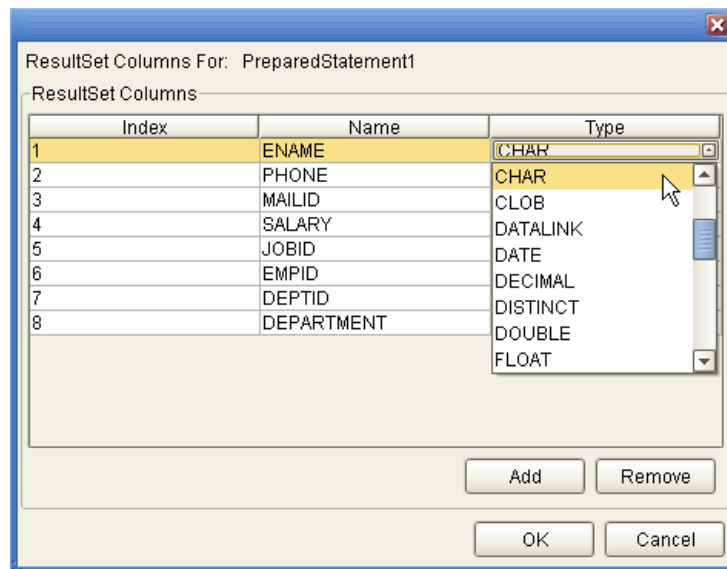 ResultSet Columns For: PreparedStatement1
ResultSet Columns
Index Name Type
1 ENAME CHAR
2 PHONE CHAR
3 MAILID CLOB
4 SALARY DATALINK
5 JOBID DATE
6 EMPID DECIMAL
7 DEPTID DISTINCT
8 DEPARTMENT DOUBLE
FLOAT
Add Remove
OK Cancel